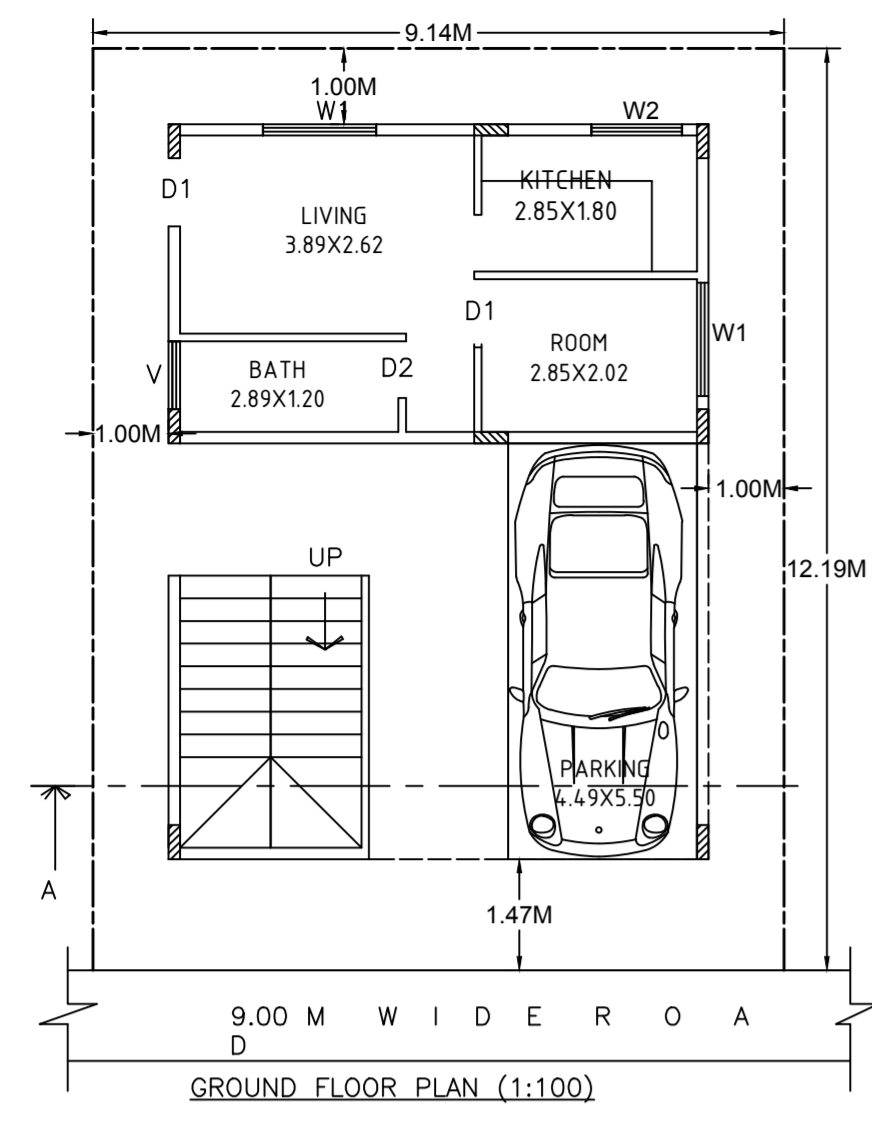 9.14M
1.00M
W1
W2
D1
KITCHEN
2.85X1.80
LIVING
3.89X2.62
D1
ROOM
2.85X2.02
W1
BATH
2.89X1.20
D2
V
1.00M
1.00M
UP
12.19M
PARKING
4.49X5.50
A
1.47M
9.00 M W I D E R O A
D
GROUND FLOOR PLAN (1:100)